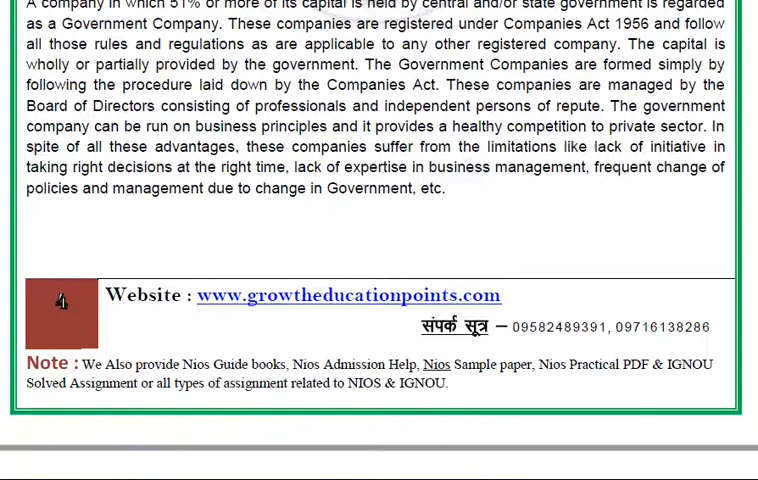 A company in which 51% or more of its capital is held by central and/or state government is regarded
as a Government Company. These companies are registered under Companies Act 1956 and follow
all those rules and regulations as are applicable to any other registered company. The capital is
wholly or partially provided by the government. The Government Companies are formed simply by
following the procedure laid down by the Companies Act. These companies are managed by the
Board of Directors consisting of professionals and independent persons of repute. The government
company can be run on business principles and it provides a healthy competition to private sector. In
spite of all these advantages, these companies suffer from the limitations like lack of initiative in
taking right decisions at the right time, lack of expertise in business management, frequent change of
policies and management due to change in Government, etc.
4
Website : www.growtheducationpoints.com
संपर्क सूत्र – 09582489391, 09716138286
Note : We Also provide Nios Guide books, Nios Admission Help, Nios Sample paper, Nios Practical PDF & IGNOU
Solved Assignment or all types of assignment related to NIOS & IGNOU.